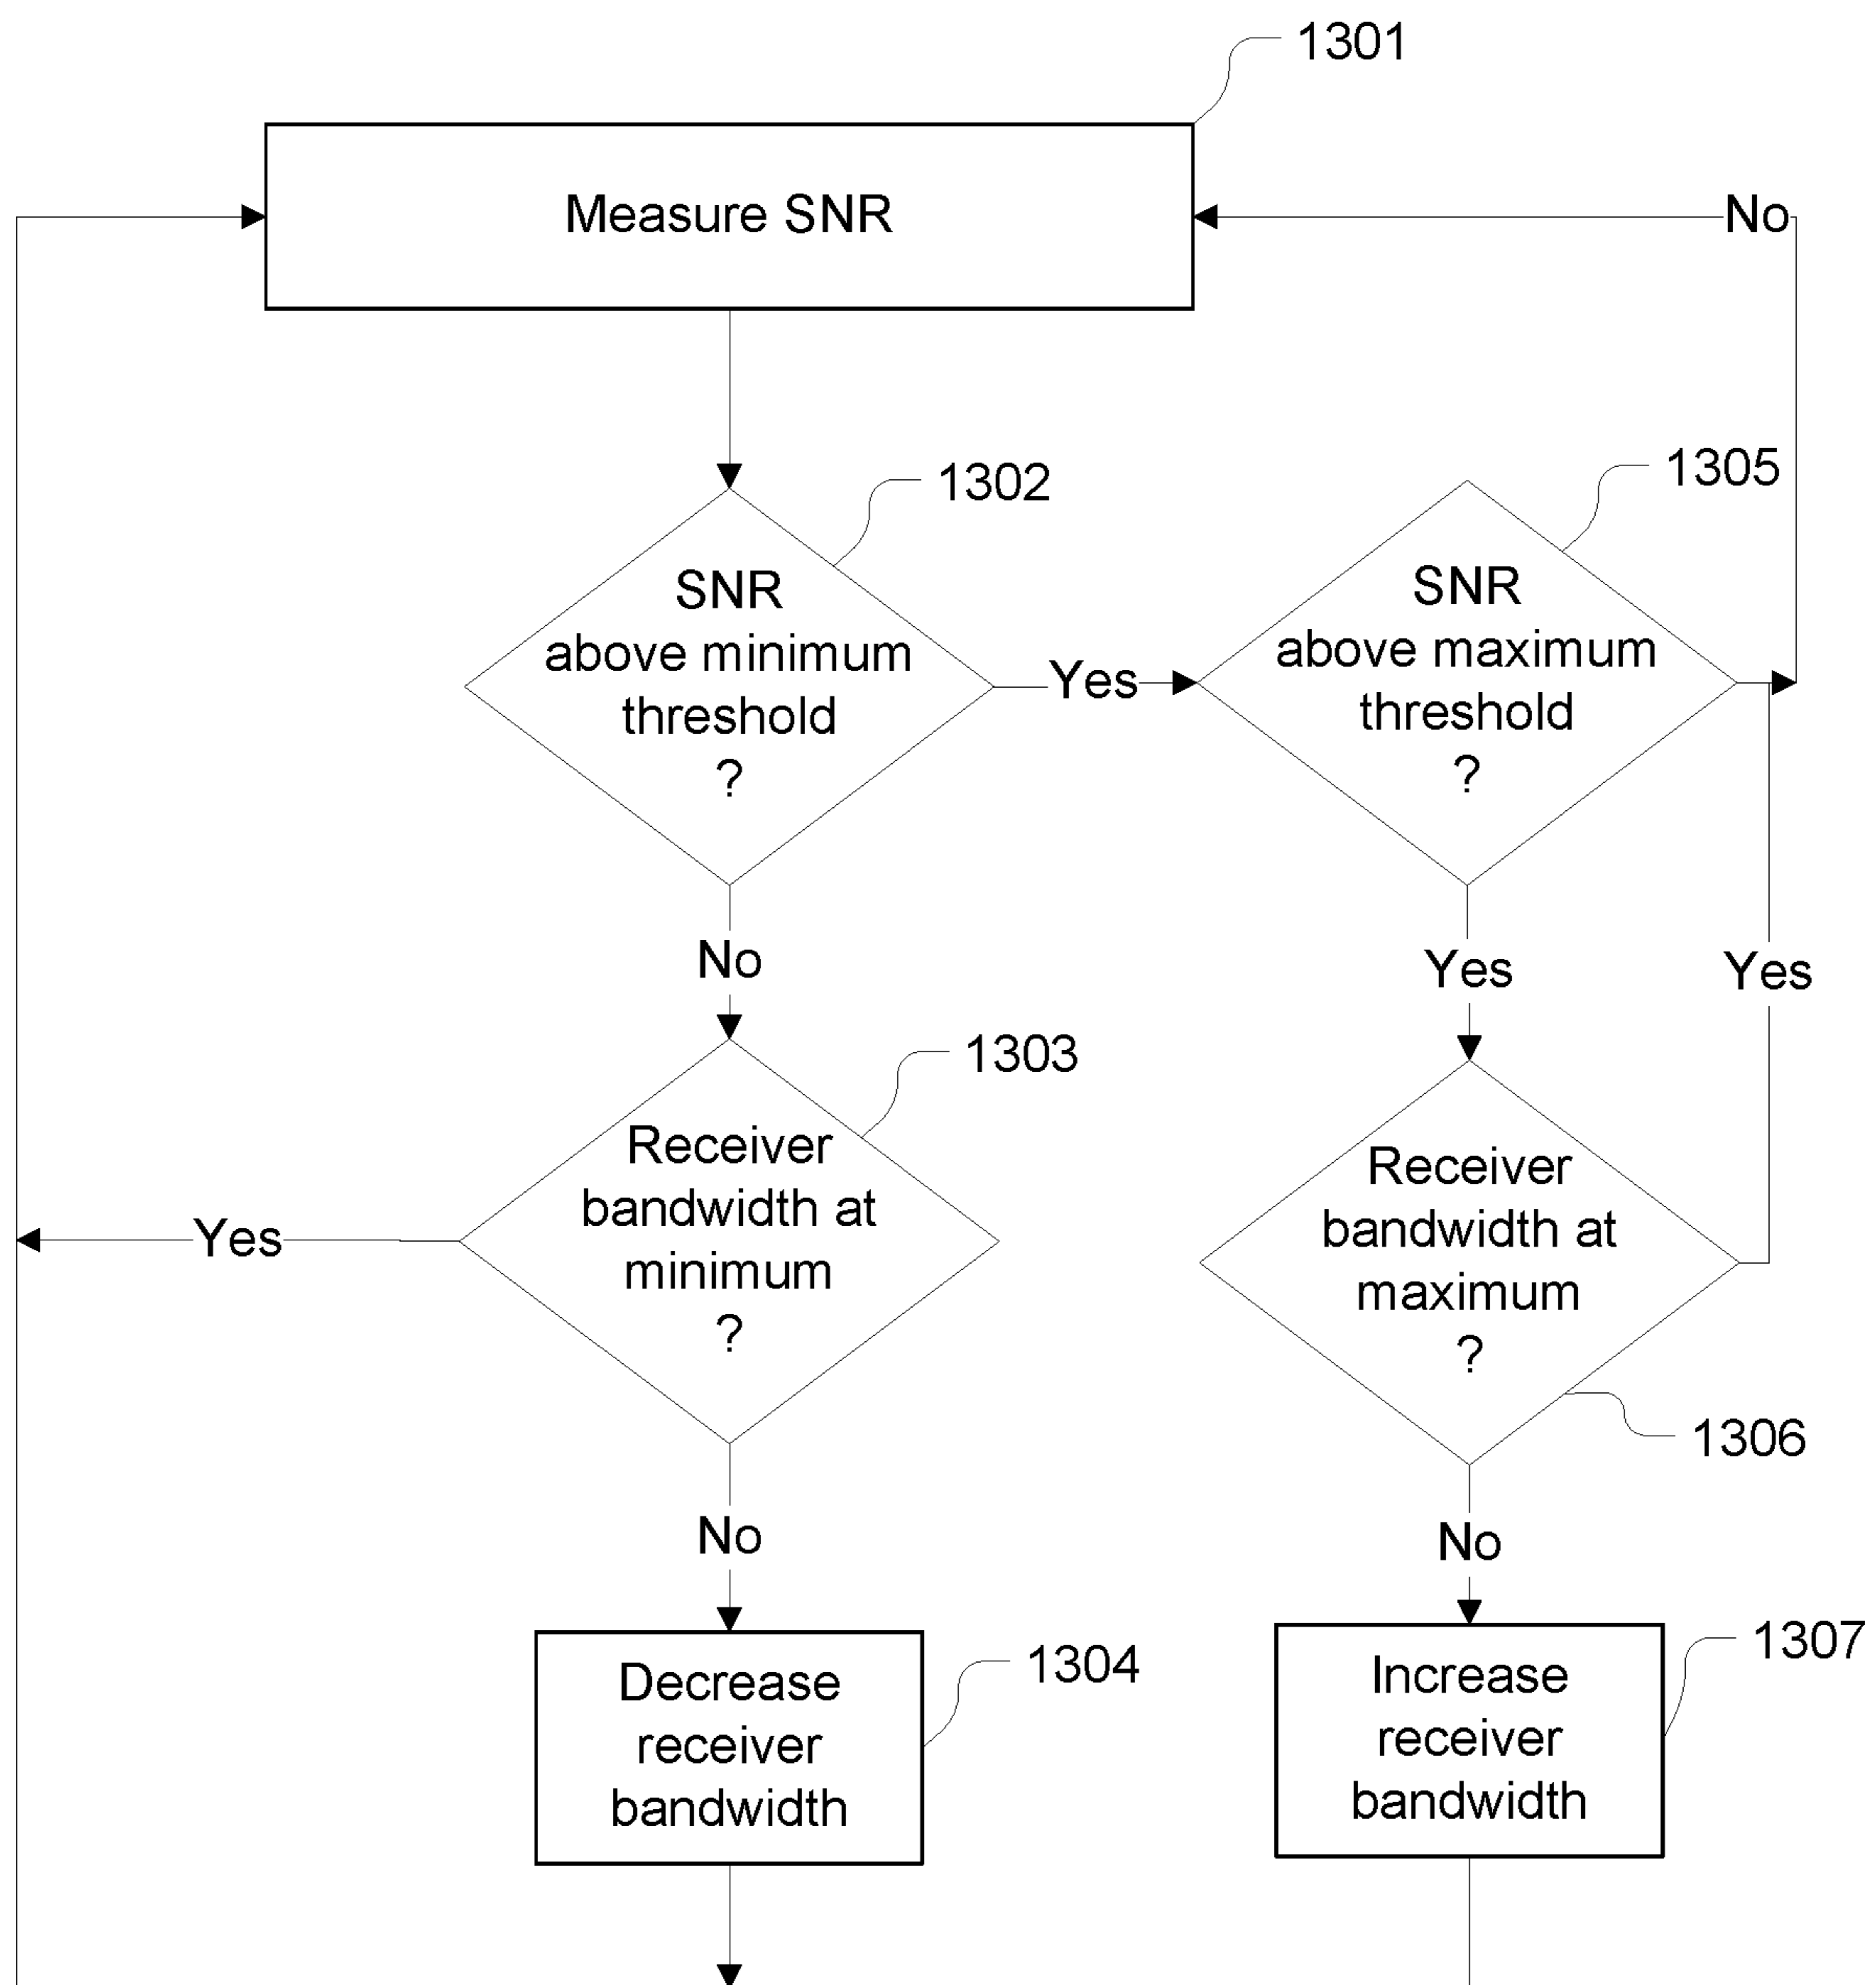 1301
Measure SNR
No
1302
SNR
above minimum
threshold
?
Yes
1305
SNR
above maximum
threshold
?
No
Yes
Yes
1303
Receiver
bandwidth at
minimum
?
Yes
Receiver
bandwidth at
maximum
?
1306
No
No
Decrease
receiver
bandwidth
1304
Increase
receiver
bandwidth
1307